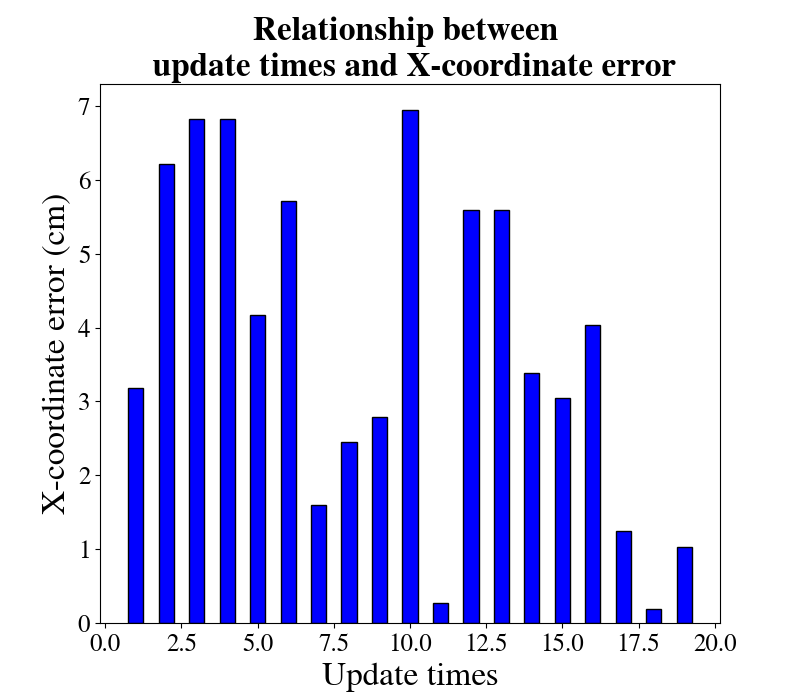 Relationship between
update times and X-coordinate error
7
6
5
4
3
2
1
0
X-coordinate error (cm)
0.0 2.5 5.0 7.5 10.0 12.5 15.0 17.5 20.0
Update times